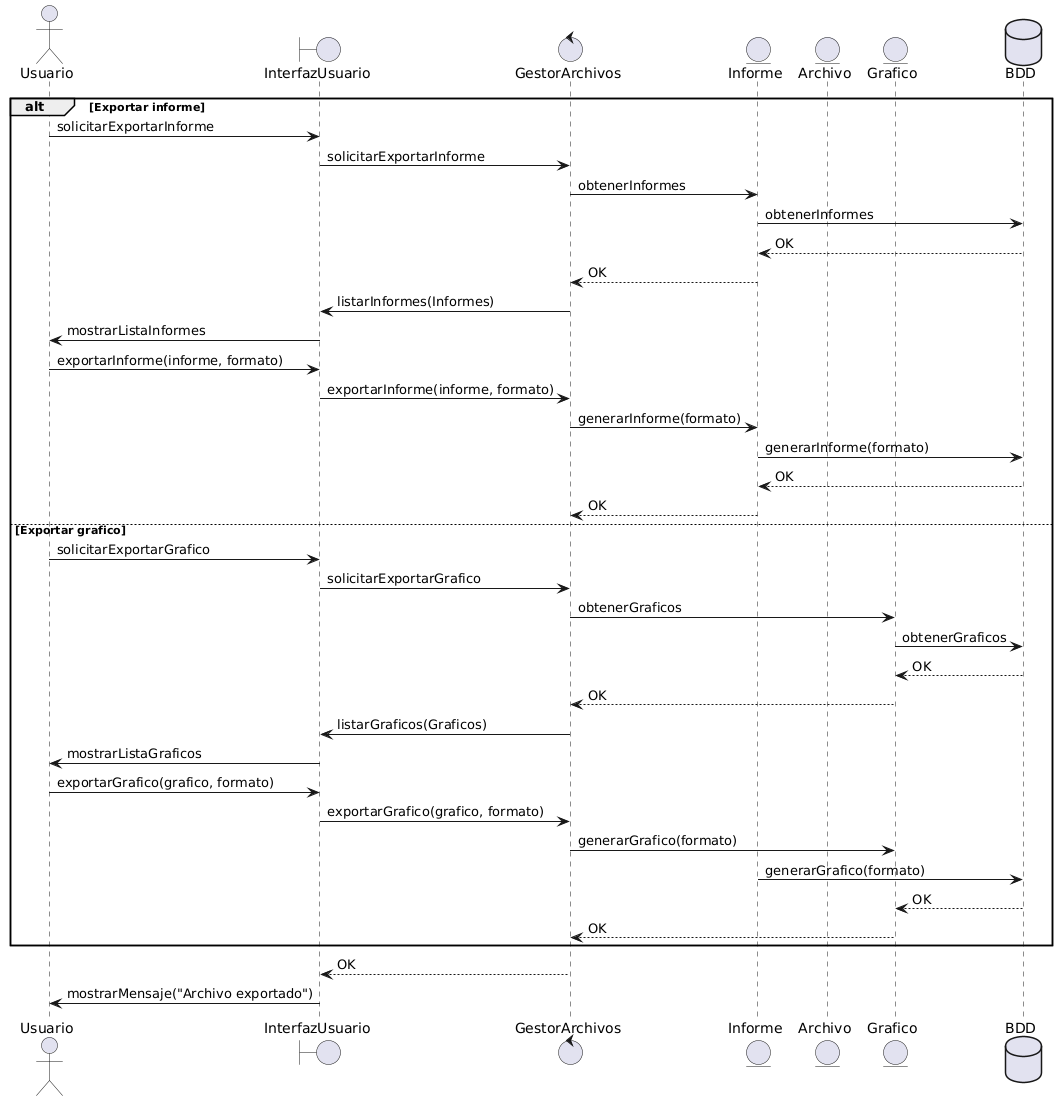 Usuario
InterfazUsuario
GestorArchivos
Informe
Archivo
Grafico
BDD
alt [Exportar informe]
solicitarExportarInforme
solicitarExportarInforme
obtenerInformes
obtenerInformes
OK
OK
listarInformes(Informes)
mostrarListaInformes
exportarInforme(informe, formato)
exportarInforme(informe, formato)
generarInforme(formato)
generarInforme(formato)
OK
OK
[Exportar grafico]
solicitarExportarGrafico
solicitarExportarGrafico
obtenerGraficos
obtenerGraficos
OK
OK
listarGraficos(Graficos)
mostrarListaGraficos
exportarGrafico(grafico, formato)
exportarGrafico(grafico, formato)
generarGrafico(formato)
generarGrafico(formato)
OK
OK
OK
mostrarMensaje("Archivo exportado")
Usuario
InterfazUsuario
GestorArchivos
Informe
Archivo
Grafico
BDD